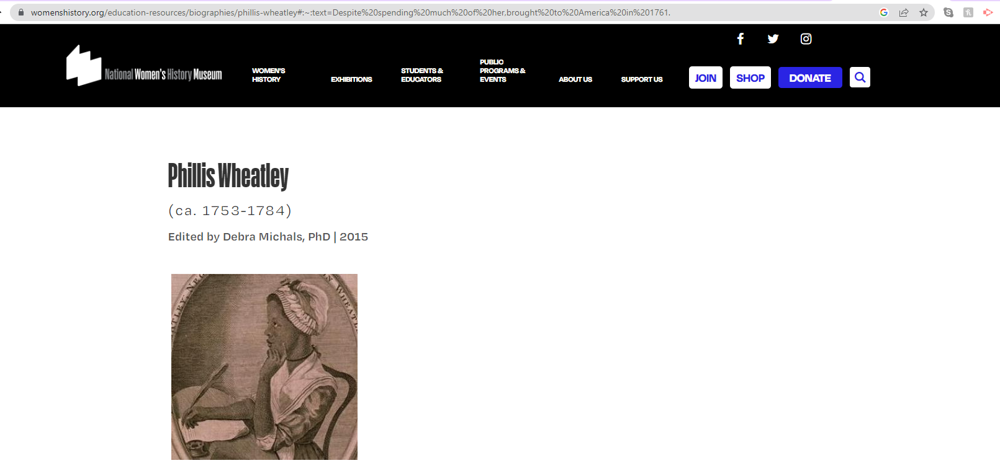 womenshistory.org/education-resources/biographies/phillis-wheatley#:~:text=Despite%20spending%20much%20of%20her,brought%20to%20America%20in%201761.
National Women's History Museum
WOMEN'S
HISTORY
EXHIBITIONS
STUDENTS &
EDUCATORS
PUBLIC
PROGRAMS &
EVENTS
ABOUT US
SUPPORT US
JOIN
SHOP
DONATE
Phillis Wheatley
(ca. 1753-1784)
Edited by Debra Michals, PhD | 2015